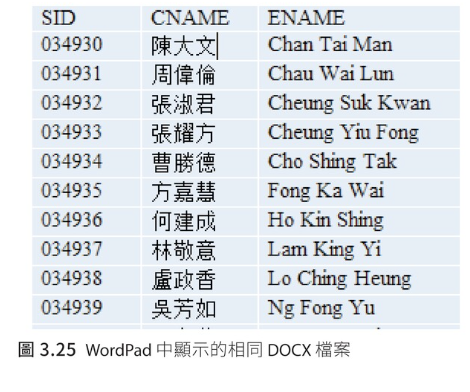 SID CNAME ENAME
034930 陳大文 Chan Tai Man
034931 周偉倫 Chau Wai Lun
034932 張淑君 Cheung Suk Kwan
034933 張耀方 Cheung Yiu Fong
034934 曹勝德 Cho Shing Tak
034935 方嘉慧 Fong Ka Wai
034936 何建成 Ho Kin Shing
034937 林敬意 Lam King Yi
034938 盧政香 Lo Ching Heung
034939 吳芳如 Ng Fong Yu
圖 3.25 WordPad 中顯示的相同 DOCX 檔案